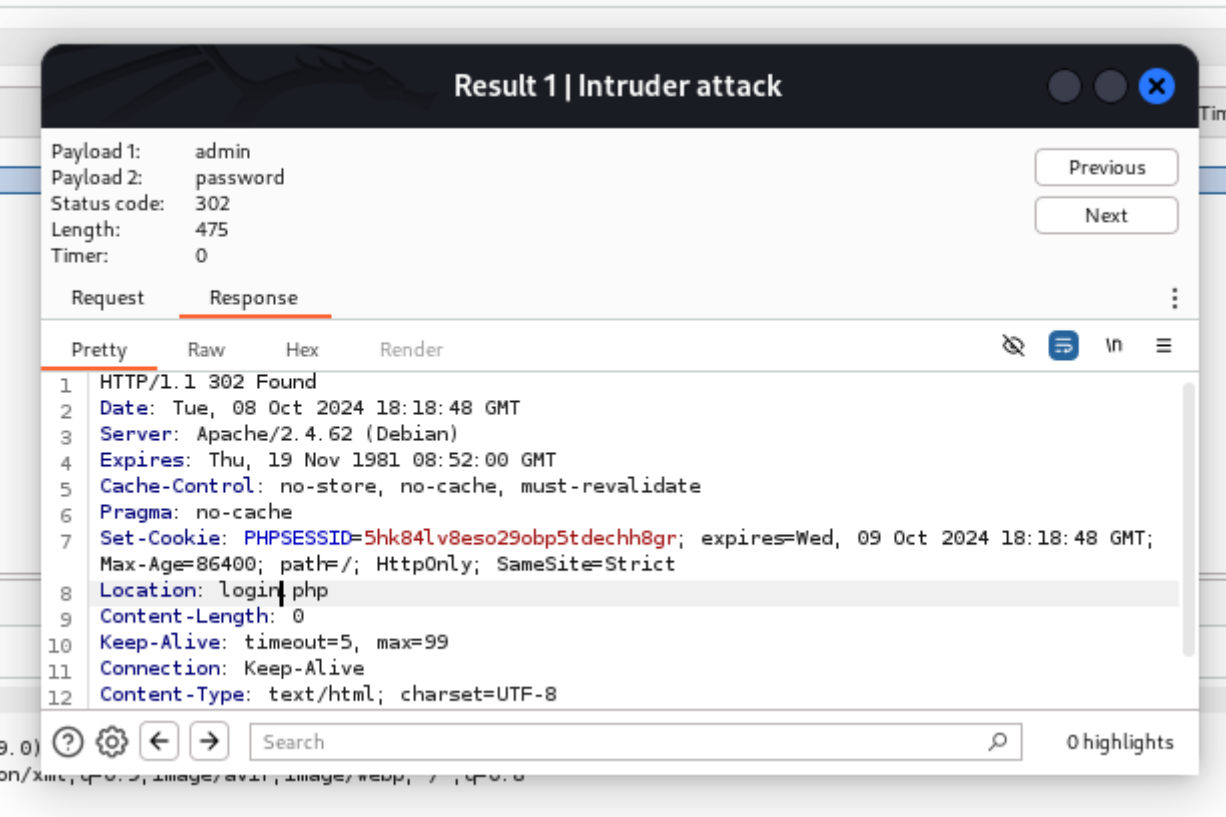 Result 1 | Intruder attack
Tim
Payload 1: admin
Payload 2: password
Status code: 302
Length: 475
Timer: 0
Previous
Next
Request Response
Pretty Raw Hex Render \n
1 HTTP/1.1 302 Found
2 Date: Tue, 08 Oct 2024 18:18:48 GMT
3 Server: Apache/2.4.62 (Debian)
4 Expires: Thu, 19 Nov 1981 08:52:00 GMT
5 Cache-Control: no-store, no-cache, must-revalidate
6 Pragma: no-cache
7 Set-Cookie: PHPSESSID=5hk84lv8eso29obp5tdechh8gr; expires=Wed, 09 Oct 2024 18:18:48 GMT;
Max-Age=86400; path=/; HttpOnly; SameSite=Strict
8 Location: login.php
9 Content-Length: 0
10 Keep-Alive: timeout=5, max=99
11 Connection: Keep-Alive
12 Content-Type: text/html; charset=UTF-8
Search
0 highlights
9.0)